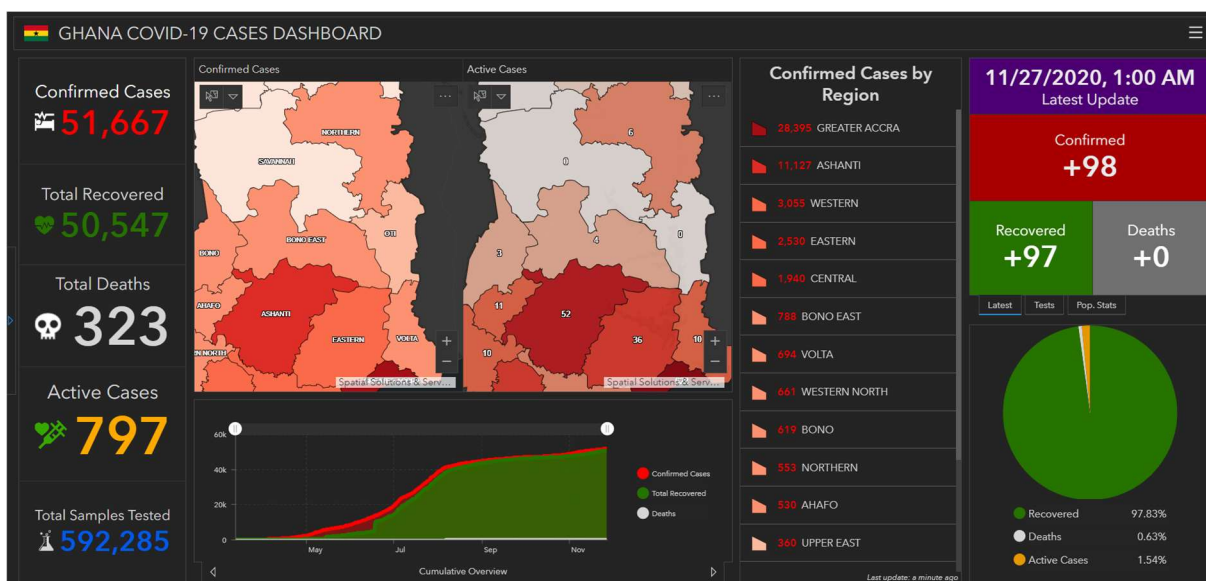 GHANA COVID-19 CASES DASHBOARD
Confirmed Cases
51,667
Total Recovered
50,547
Total Deaths
323
Active Cases
797
Total Samples Tested
592,285
Confirmed Cases
NORTHERN
SAVANNAH
BONO EAST
OTI
BONO
AHAFO
ASHANTI
EASTERN
VOLTA
N NORTH
Spatial Solutions & Serv...
Active Cases
6
0
0
4
3
11
52
36
10
10
Spatial Solutions & Serv...
60k
40k
20k
0
May
Jul
Sep
Nov
Confirmed Cases
Total Recovered
Deaths
Cumulative Overview
Confirmed Cases by
Region
28,395 GREATER ACCRA
11,127 ASHANTI
3,055 WESTERN
2,530 EASTERN
1,940 CENTRAL
788 BONO EAST
694 VOLTA
661 WESTERN NORTH
619 BONO
553 NORTHERN
530 AHAFO
360 UPPER EAST
Last update: a minute ago
11/27/2020, 1:00 AM
Latest Update
Confirmed
+98
Recovered
+97
Deaths
+0
Latest
Tests
Pop. Stats
Recovered 97.83%
Deaths 0.63%
Active Cases 1.54%